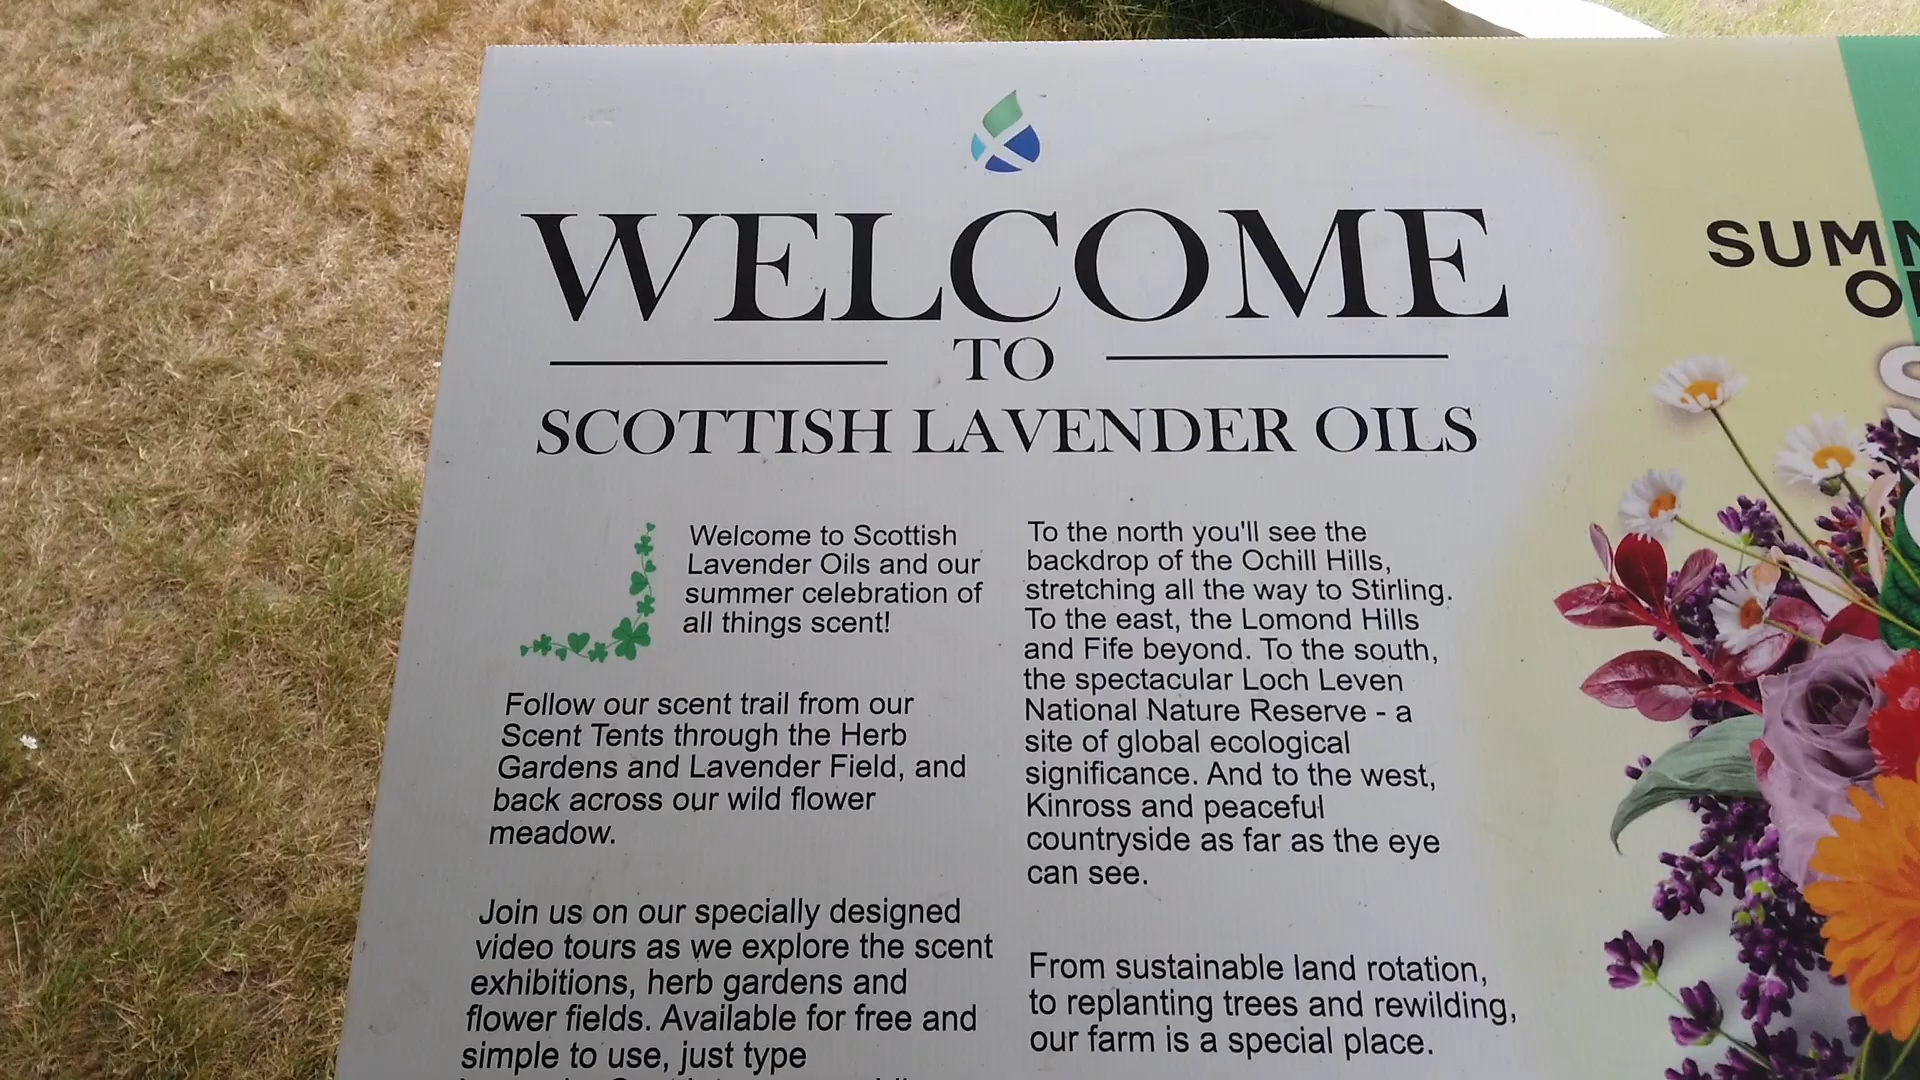 WELCOME
TO
SCOTTISH LAVENDER OILS
Welcome to Scottish
Lavender Oils and our
summer celebration of
all things scent!
Follow our scent trail from our
Scent Tents through the Herb
Gardens and Lavender Field, and
back across our wild flower
meadow.
Join us on our specially designed
video tours as we explore the scent
exhibitions, herb gardens and
flower fields. Available for free and
simple to use, just type
To the north you'll see the
backdrop of the Ochill Hills,
stretching all the way to Stirling.
To the east, the Lomond Hills
and Fife beyond. To the south,
the spectacular Loch Leven
National Nature Reserve - a
site of global ecological
significance. And to the west,
Kinross and peaceful
countryside as far as the eye
can see.
From sustainable land rotation,
to replanting trees and rewilding,
our farm is a special place.
SUMM
O
S